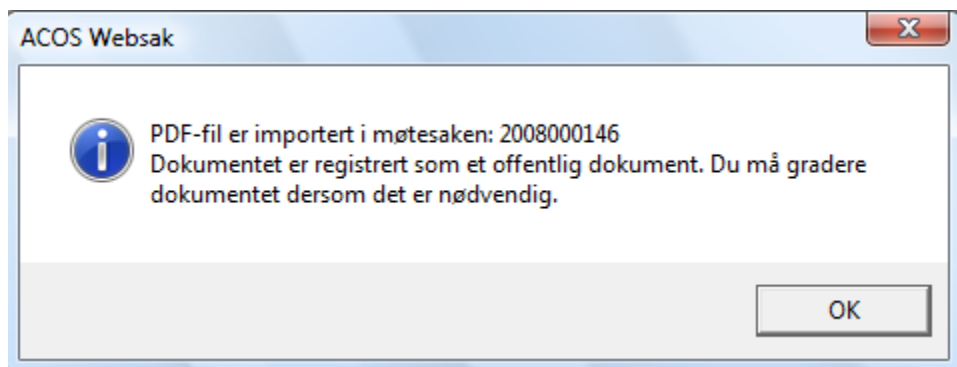 ACOS Websak
PDF-fil er importert i møtesaken: 2008000146
Dokumentet er registrert som et offentlig dokument. Du må gradere
dokumentet dersom det er nødvendig.
OK